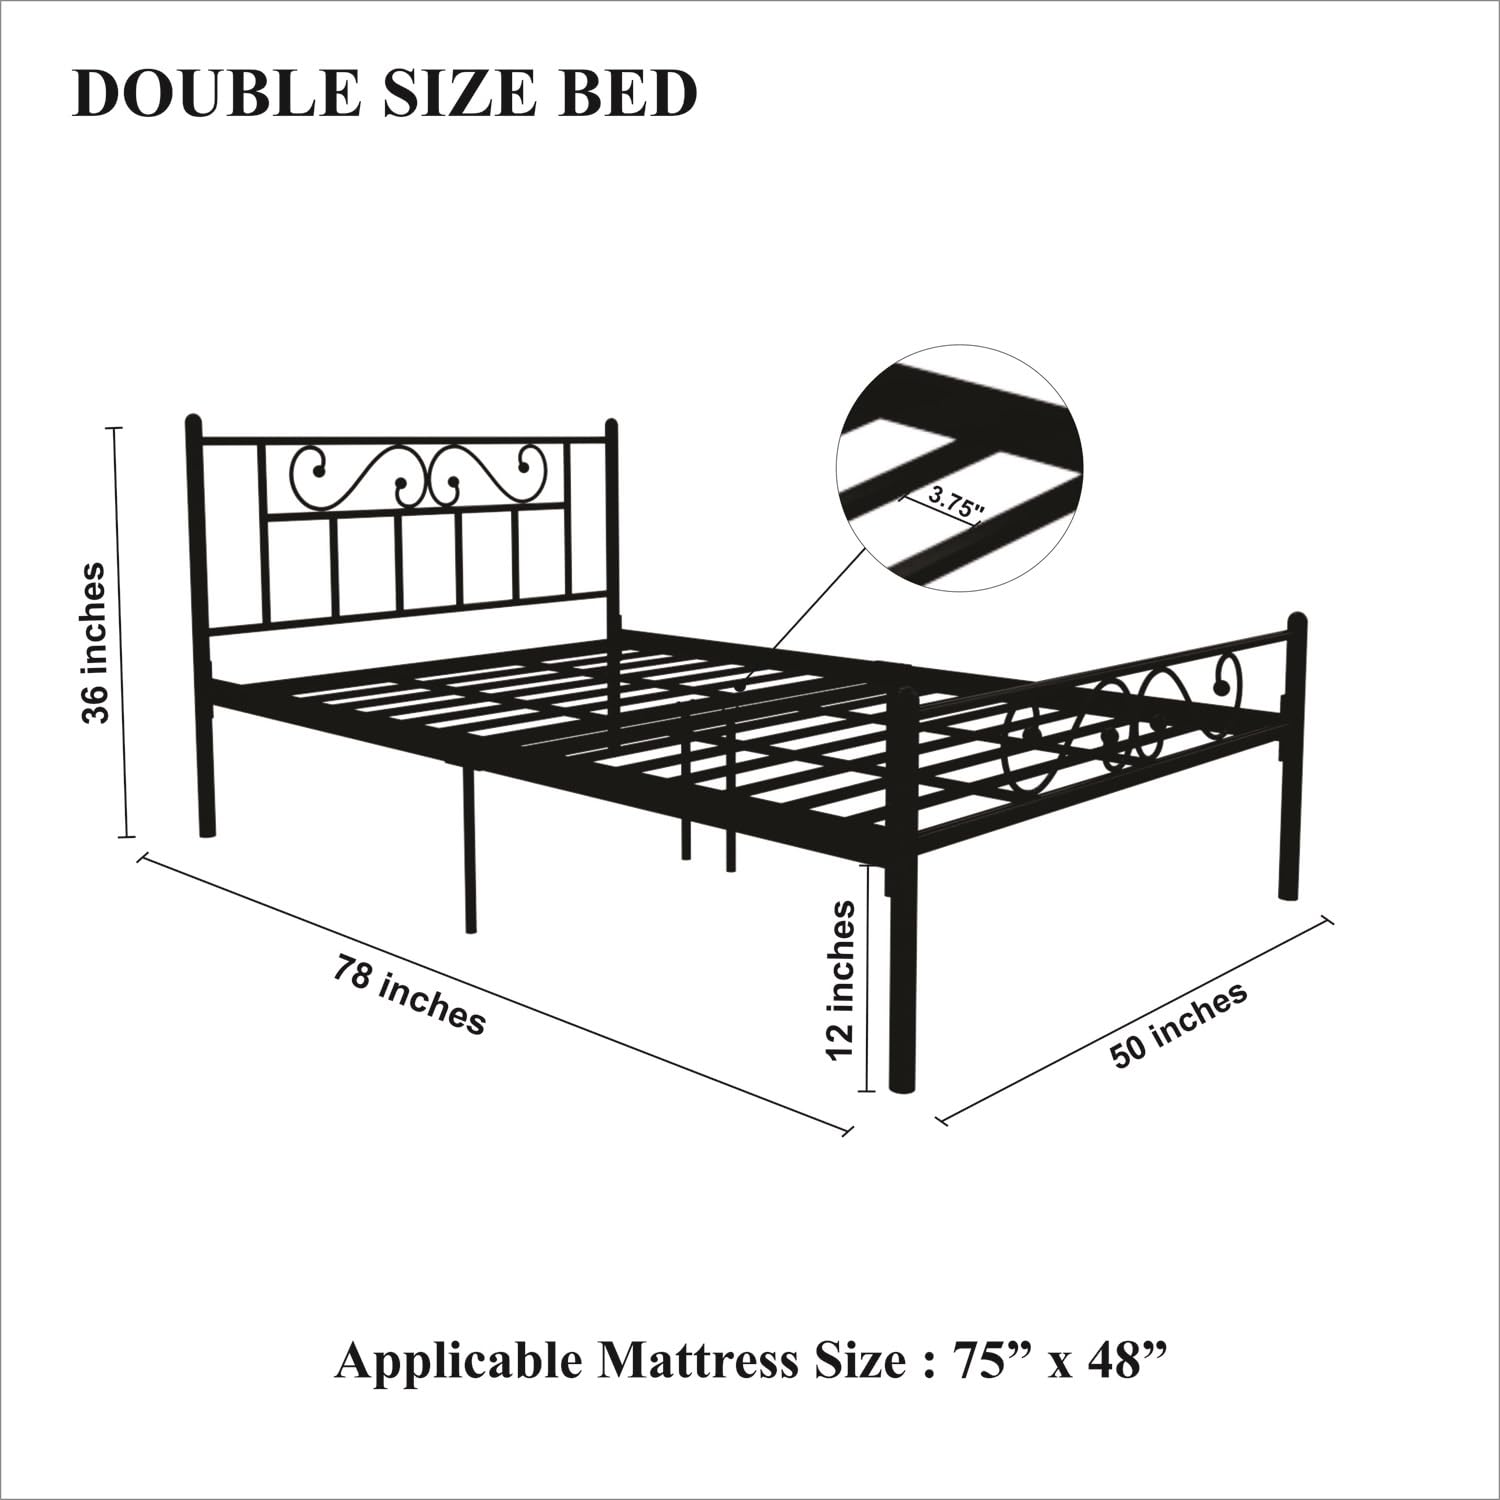 DOUBLE SIZE BED
3.75"
36 inches
12 inches
78 inches
50 inches
Applicable Mattress Size : 75” x 48”